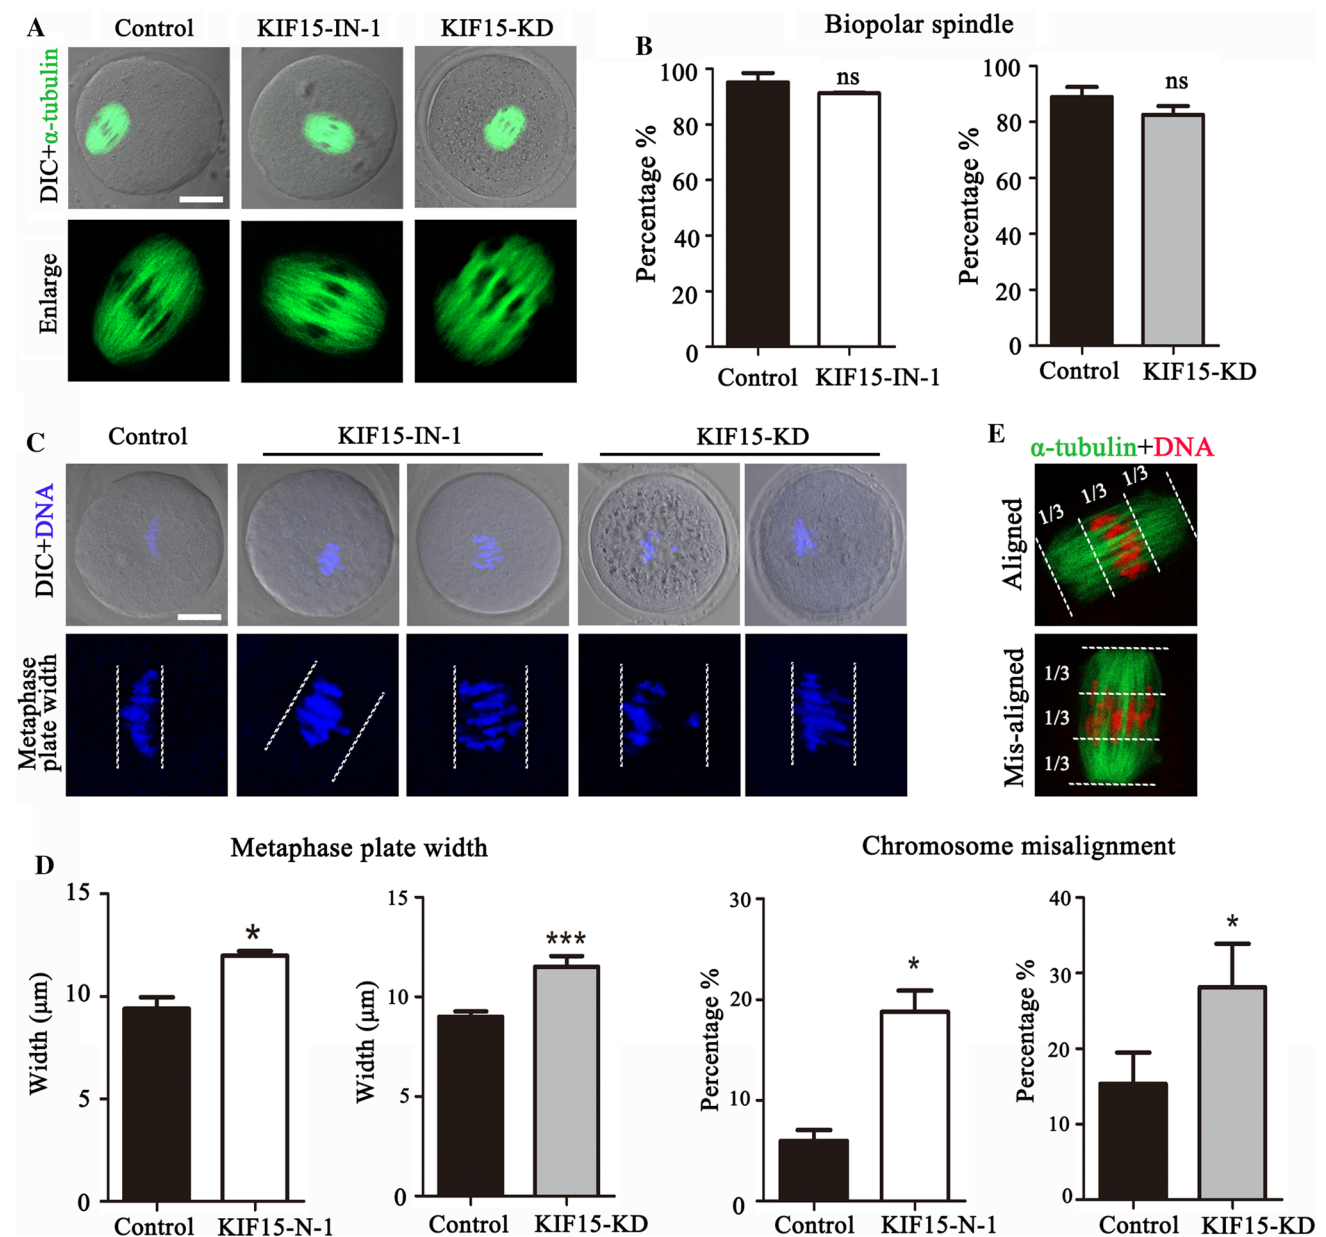 A
Control
KIF15-IN-1
KIF15-KD
DIC+α-tubulin
Enlarge
B
Biopolar spindle
Percentage %
100
80
60
40
20
0
ns
Control
KIF15-IN-1
Percentage %
100
80
60
40
20
0
ns
Control
KIF15-KD
C
Control
KIF15-IN-1
KIF15-KD
DIC+DNA
Metaphase
plate width
E
α-tubulin+DNA
Aligned
1/3
1/3
1/3
Mis-aligned
1/3
1/3
1/3
D
Metaphase plate width
Width (μm)
15
10
5
0
*
Control
KIF15-N-1
Width (μm)
15
10
5
0
***
Control
KIF15-KD
Chromosome misalignment
Percentage %
30
20
10
0
*
Control
KIF15-N-1
Percentage %
40
30
20
10
0
*
Control
KIF15-KD